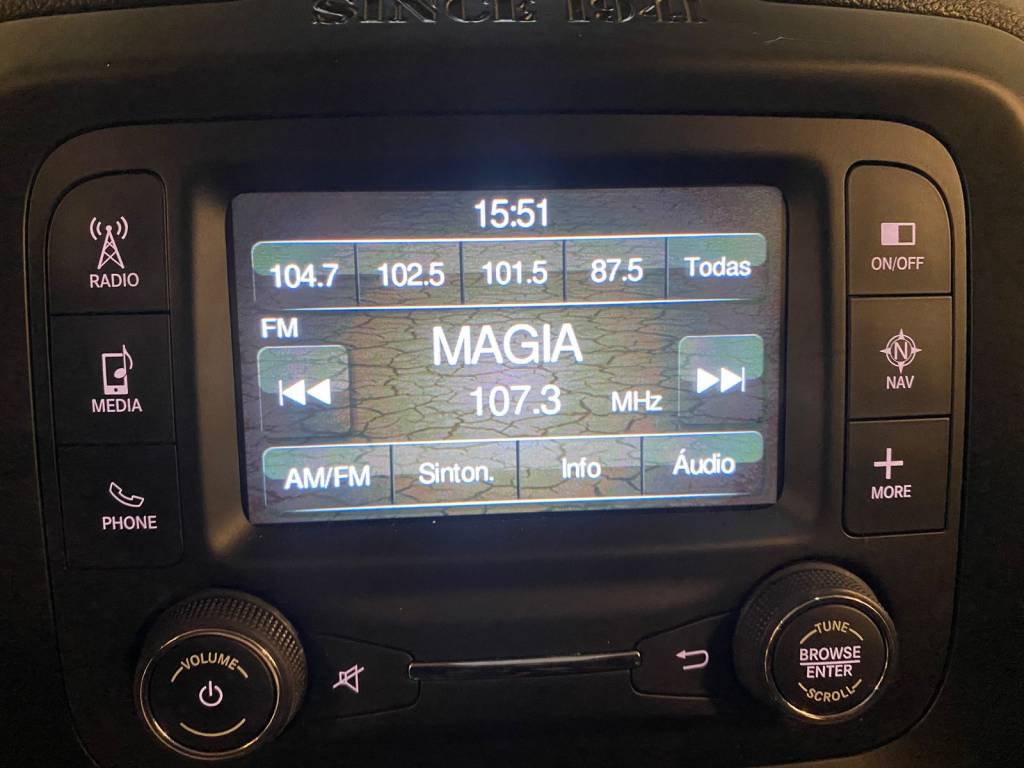 SINCE 1941
15:51
104.7 102.5 101.5 87.5 Todas
FM
MAGIA
107.3 MHz
AM/FM Sinton. Info Áudio
RADIO
MEDIA
PHONE
ON/OFF
N
NAV
MORE
VOLUME
TUNE
BROWSE
ENTER
SCROLL